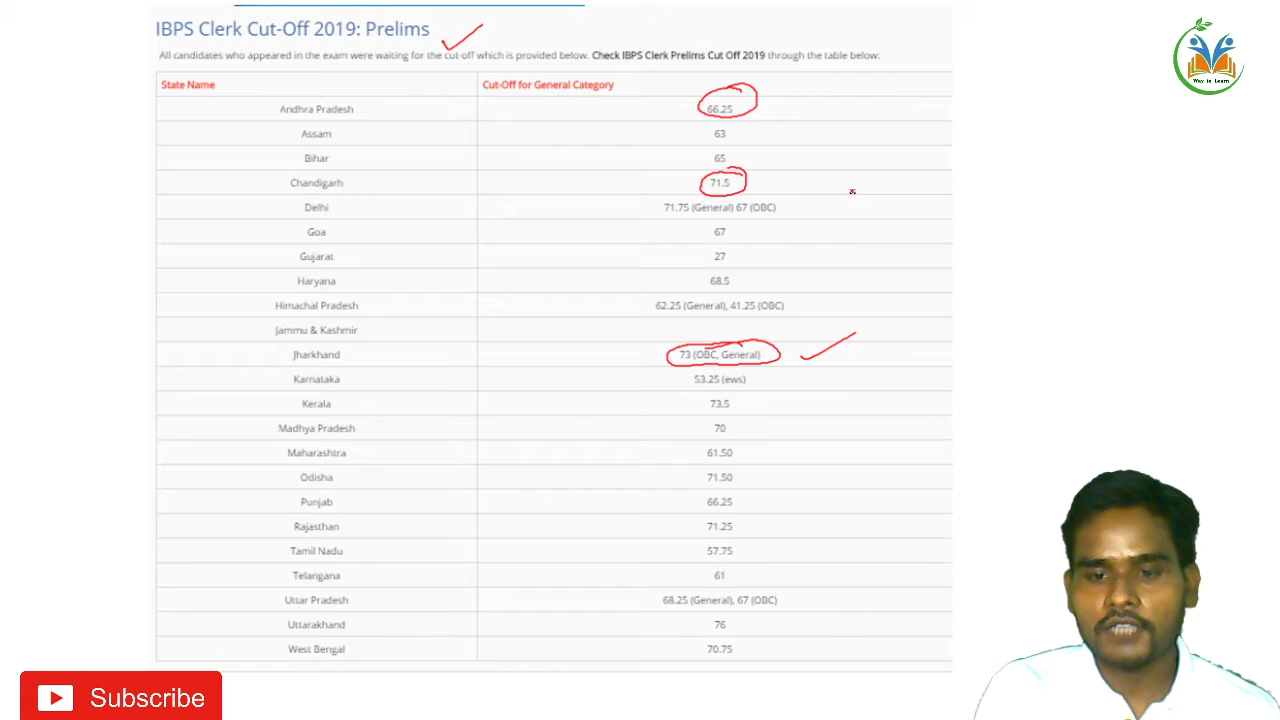 IBPS Clerk Cut-Off 2019: Prelims
All candidates who appeared in the exam were waiting for the cut-off which is provided below. Check IBPS Clerk Prelims Cut Off 2019 through the table below:
State Name Cut-Off for General Category
Andhra Pradesh 66.25
Assam 63
Bihar 65
Chandigarh 71.5
Delhi 71.75 (General) 67 (OBC)
Goa 67
Gujarat 27
Haryana 68.5
Himachal Pradesh 62.25 (General), 41.25 (OBC)
Jammu & Kashmir
Jharkhand 73 (OBC, General)
Karnataka 53.25 (ews)
Kerala 73.5
Madhya Pradesh 70
Maharashtra 61.50
Odisha 71.50
Punjab 66.25
Rajasthan 71.25
Tamil Nadu 57.75
Telangana 61
Uttar Pradesh 68.25 (General), 67 (OBC)
Uttarakhand 76
West Bengal 70.75
Way to Learn
Subscribe